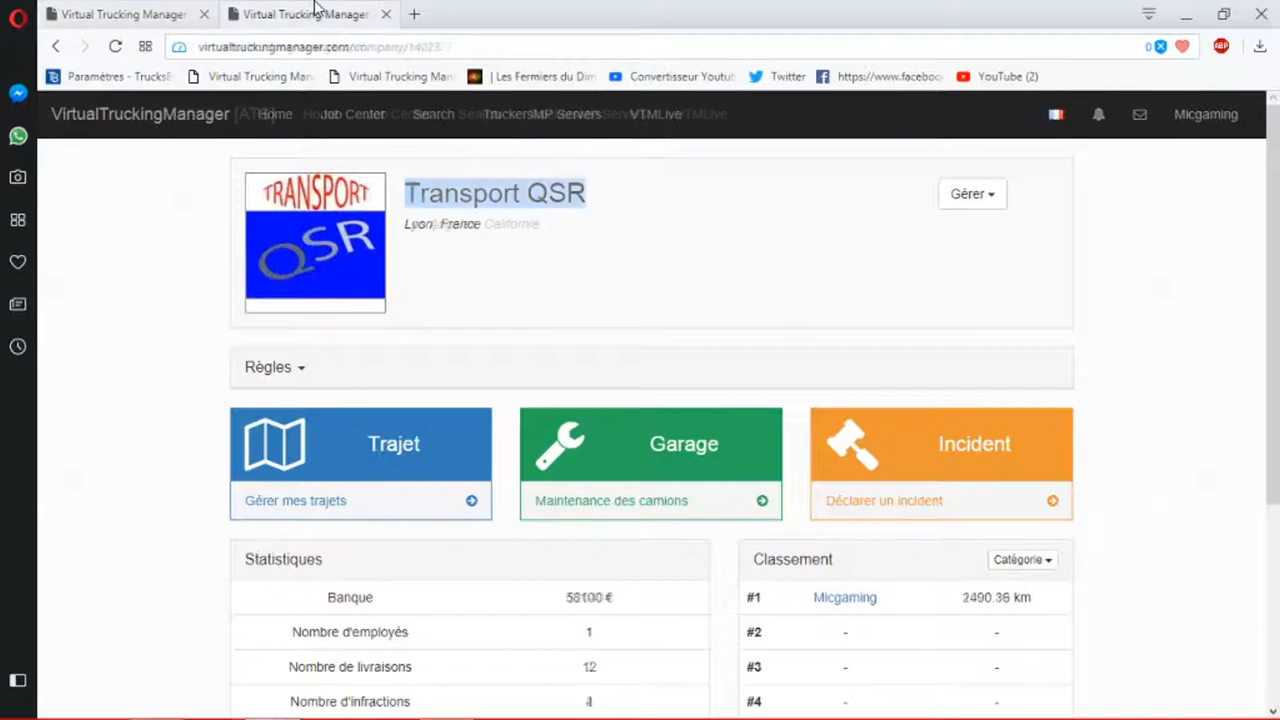 Virtual Trucking Manager
Virtual Trucking Manager
virtualtruckingmanager.com
0
ABP
Paramètres - TrucksB
Virtual Trucking Man
Virtual Trucking Man
| Les Fermiers du Dim
Convertisseur Youtub
Twitter
https://www.faceboo
YouTube (2)
VirtualTruckingManager
Home
Job Center
Search
TruckersMP Servers
VTMLive
Micgaming
TRANSPORT
QSR
Transport QSR
Lyon, France
Californie
Gérer
Règles
Trajet
Garage
Incident
Gérer mes trajets
Maintenance des camions
Déclarer un incident
Statistiques
Classement
Catégorie
Banque
#1 Micgaming 2490.36 km
Nombre d'employés 1
#2 - -
Nombre de livraisons 12
#3 - -
Nombre d'infractions
#4 - -